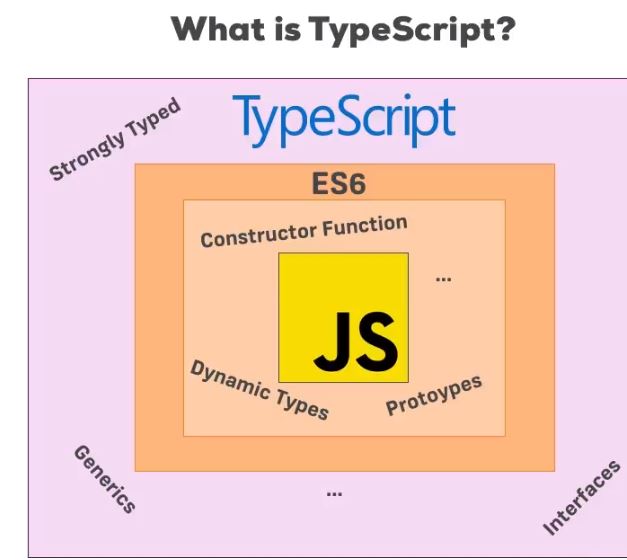 What is TypeScript?
TypeScript
Strongly Typed
ES6
Constructor Function
...
JS
Dynamic Types
Protoypes
Generics
...
Interfaces